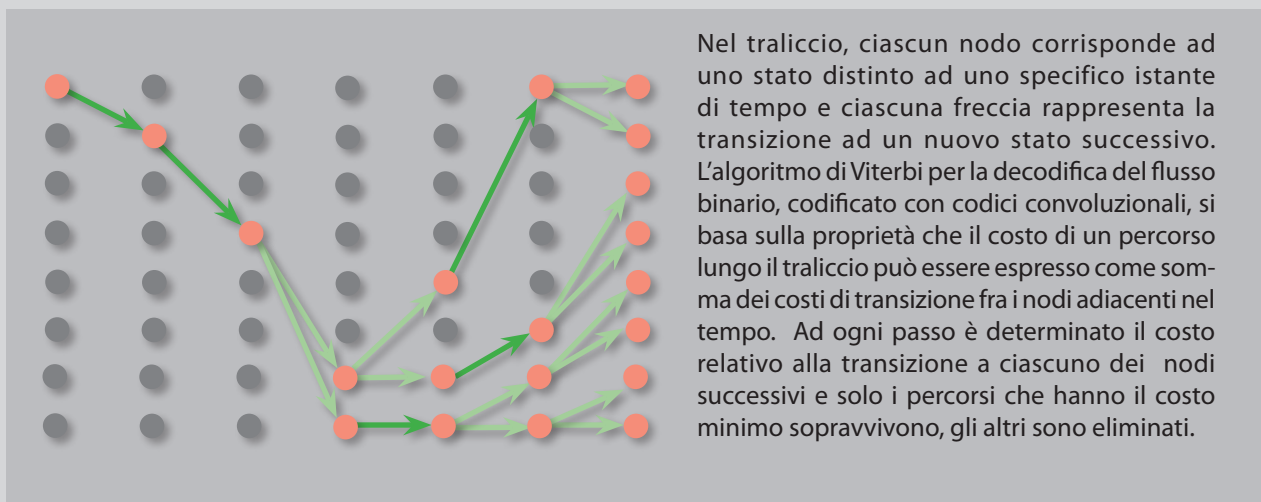 Nel traliccio, ciascun nodo corrisponde ad
uno stato distinto ad uno specifico istante
di tempo e ciascuna freccia rappresenta la
transizione ad un nuovo stato successivo.
L'algoritmo di Viterbi per la decodifica del flusso
binario, codificato con codici convoluzionali, si
basa sulla proprietà che il costo di un percorso
lungo il traliccio può essere espresso come som-
ma dei costi di transizione fra i nodi adiacenti nel
tempo. Ad ogni passo è determinato il costo
relativo alla transizione a ciascuno dei nodi
successivi e solo i percorsi che hanno il costo
minimo sopravvivono, gli altri sono eliminati.